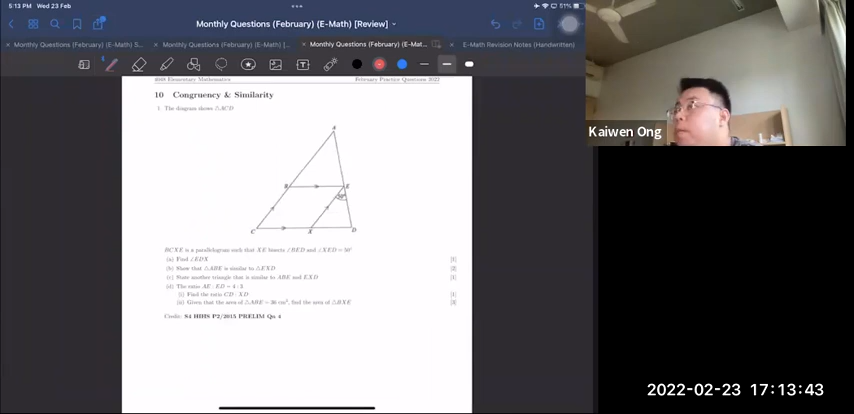 5:13 PM Wed 23 Feb
51%
Monthly Questions (February) (E-Math) [Review]
Monthly Questions (February) (E-Math) S...
Monthly Questions (February) (E-Math) [...
Monthly Questions (February) (E-Mat...
E-Math Revision Notes (Handwritten)
Kaiwen Ong
4048 Elementary Mathematics
February Practice Questions 2022
10 Congruency & Similarity
1 The diagram shows △ACD
A
B
E
50°
C
X
D
BCXE is a parallelogram such that XE bisects ∠BED and ∠XED = 50°
(a) Find ∠EDX [1]
(b) Show that △ABE is similar to △EXD [2]
(c) State another triangle that is similar to ABE and EXD [1]
(d) The ratio AE : ED = 4 : 3
(i) Find the ratio CD : XD [1]
(ii) Given that the area of △ABE = 36 cm², find the area of △BXE [3]
Credit: S4 HIHS P2/2015 PRELIM Qn 4
2022-02-23 17:13:43